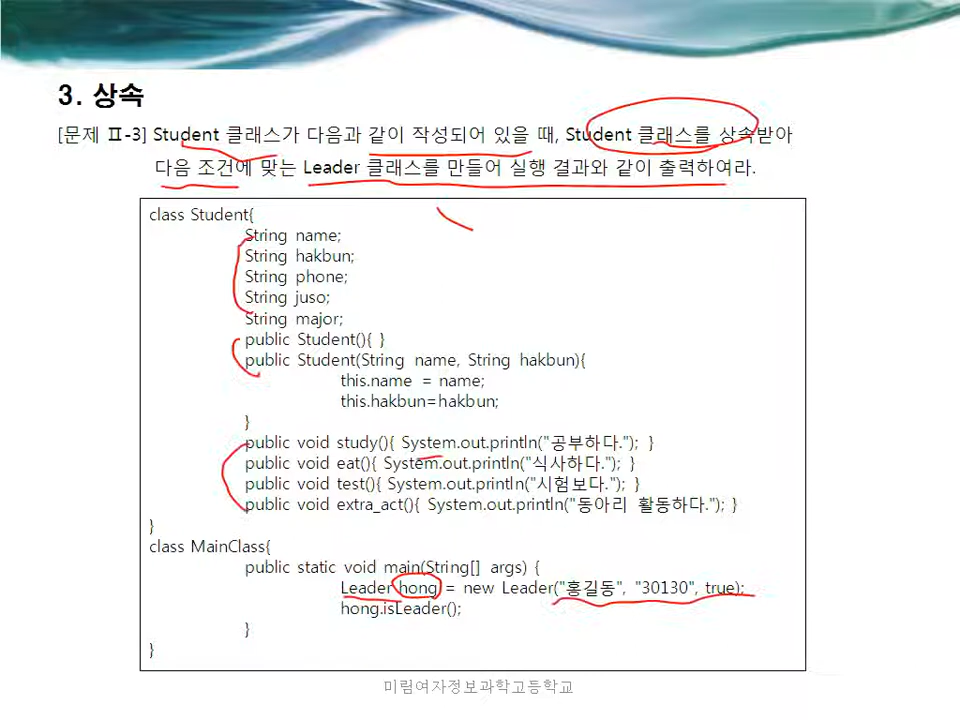 3. 상속
[문제 Ⅱ-3] Student 클래스가 다음과 같이 작성되어 있을 때, Student 클래스를 상속받아
다음 조건에 맞는 Leader 클래스를 만들어 실행 결과와 같이 출력하여라.
class Student{
String name;
String hakbun;
String phone;
String juso;
String major;
public Student(){ }
public Student(String name, String hakbun){
this.name = name;
this.hakbun=hakbun;
}
public void study(){ System.out.println("공부하다."); }
public void eat(){ System.out.println("식사하다."); }
public void test(){ System.out.println("시험보다."); }
public void extra_act(){ System.out.println("동아리 활동하다."); }
}
class MainClass{
public static void main(String[] args) {
Leader hong = new Leader("홍길동", "30130", true);
hong.isLeader();
}
}
미림여자정보과학고등학교